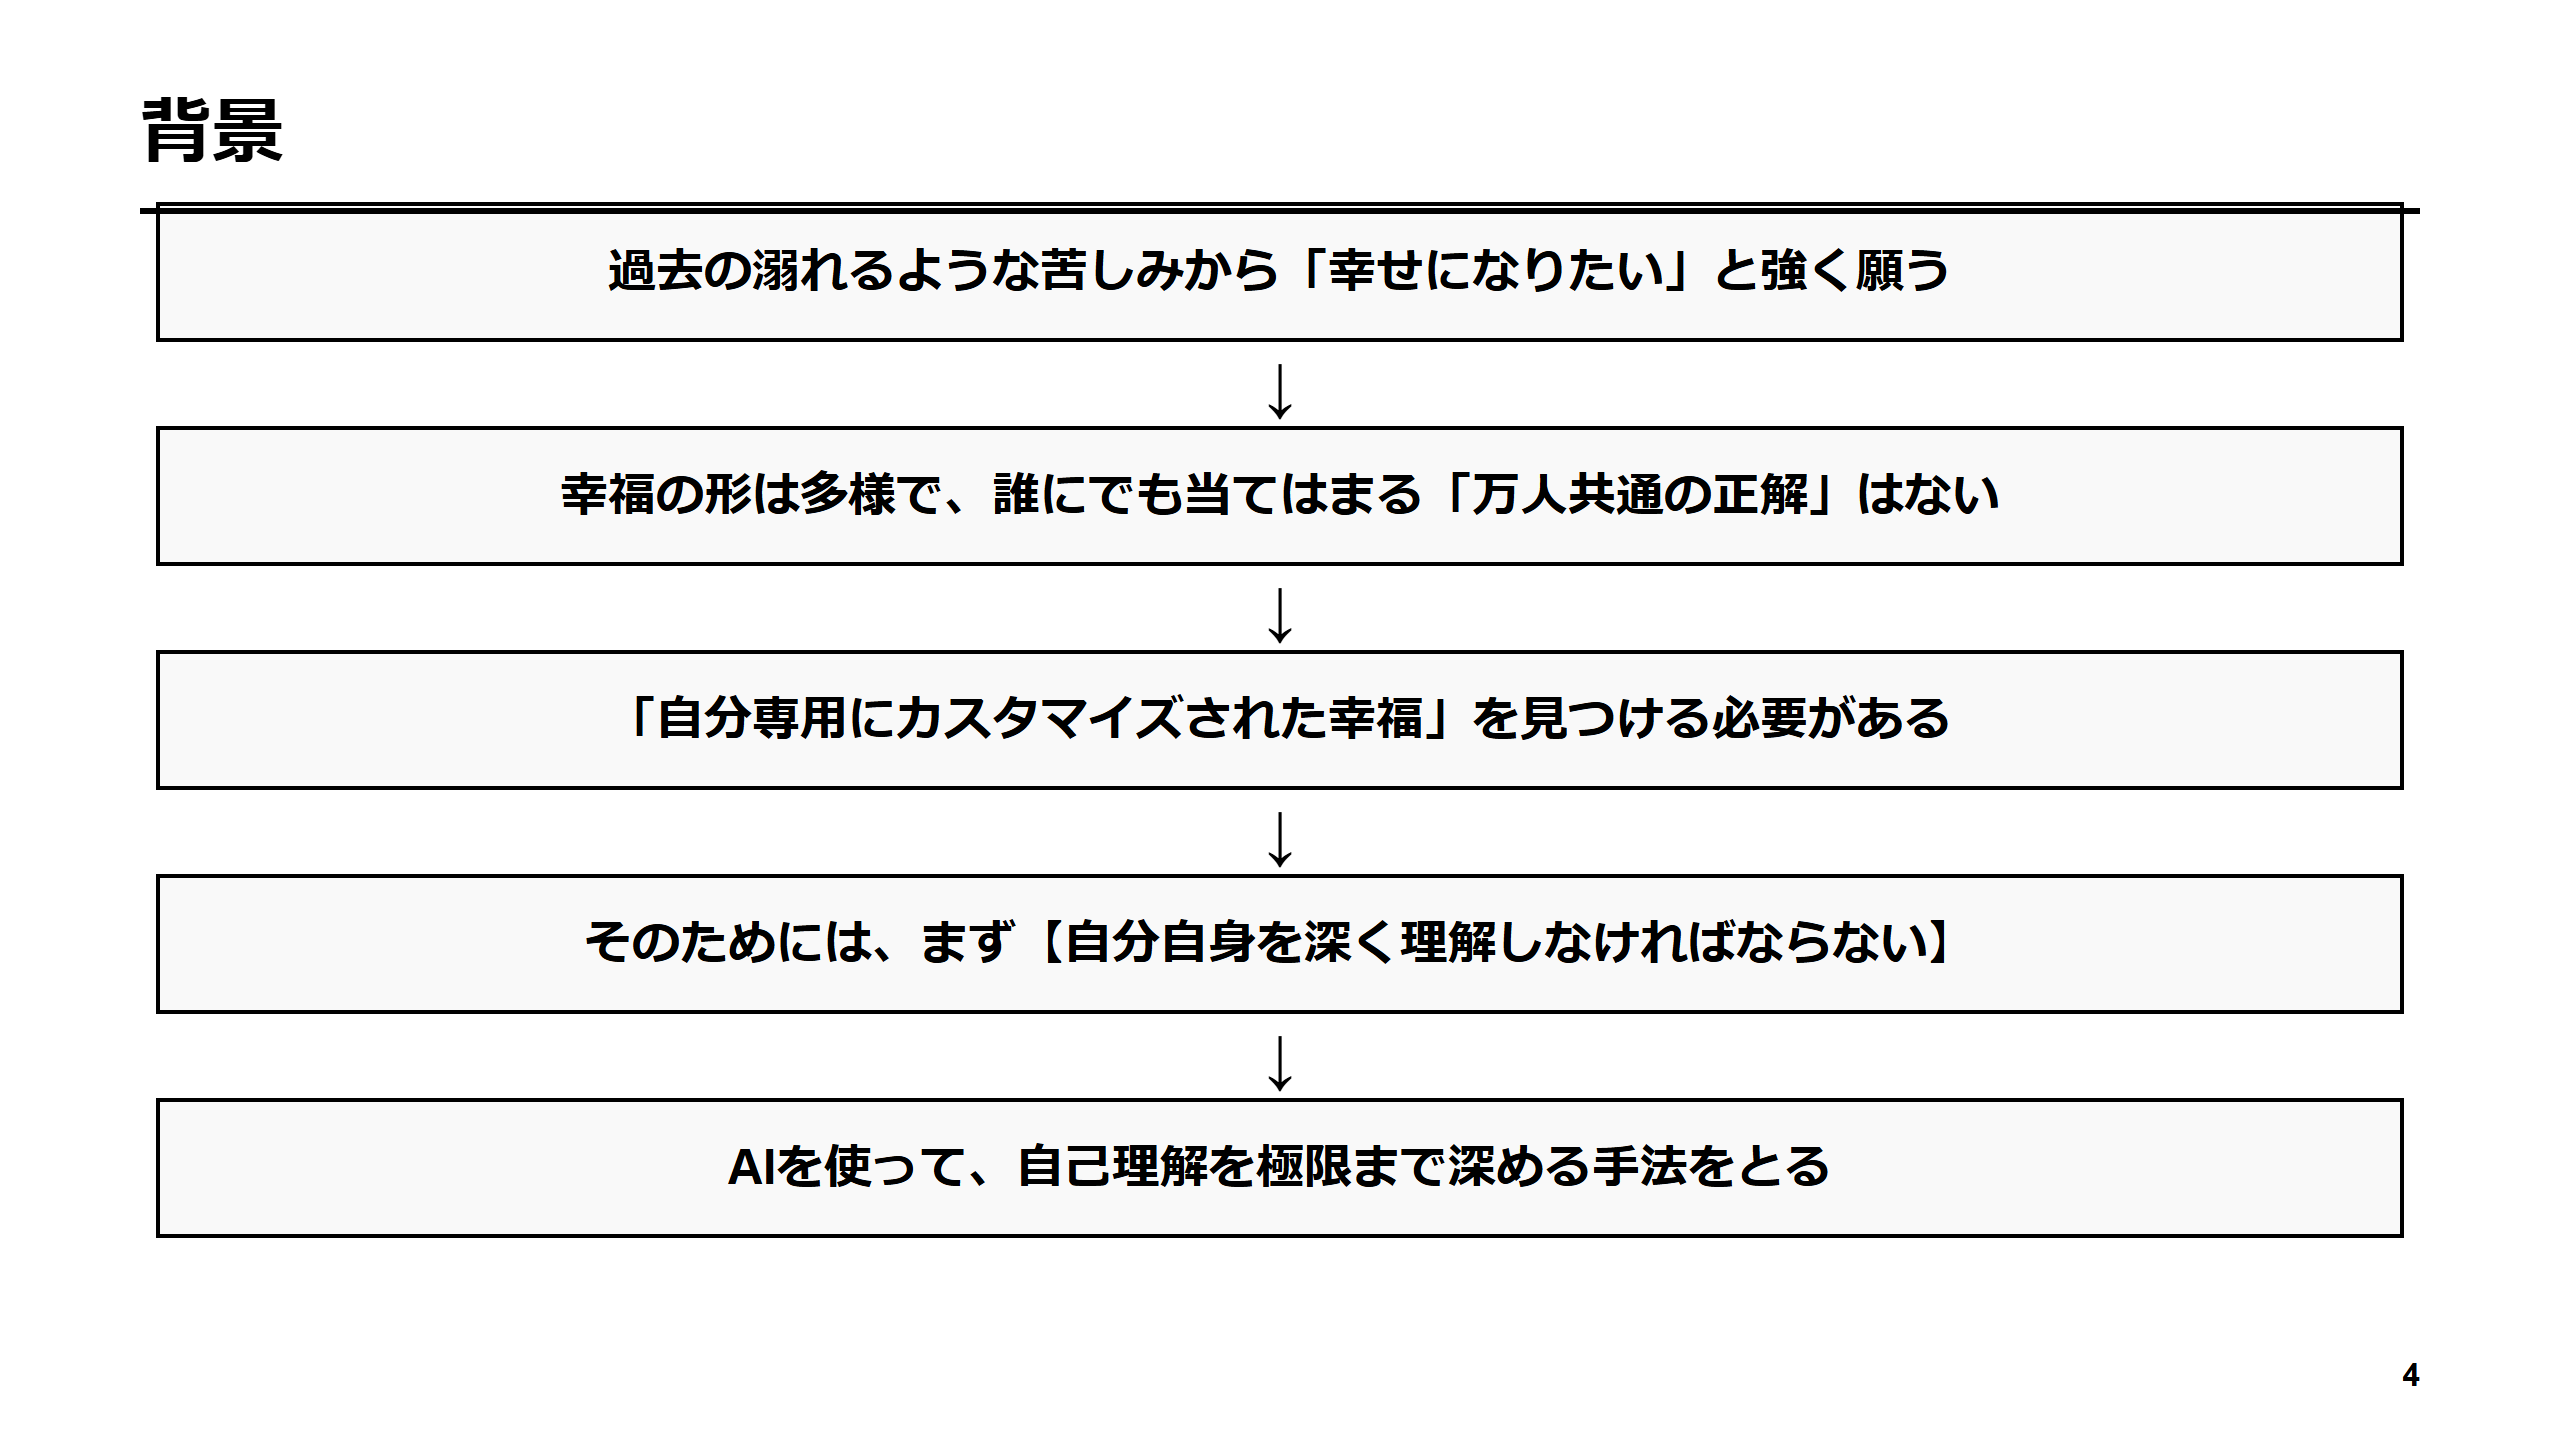 背景
過去の溺れるような苦しみから「幸せになりたい」と強く願う
↓
幸福の形は多様で、誰にでも当てはまる「万人共通の正解」はない
↓
「自分専用にカスタマイズされた幸福」を見つける必要がある
↓
そのためには、まず【自分自身を深く理解しなければならない】
↓
AIを使って、自己理解を極限まで深める手法をとる
4